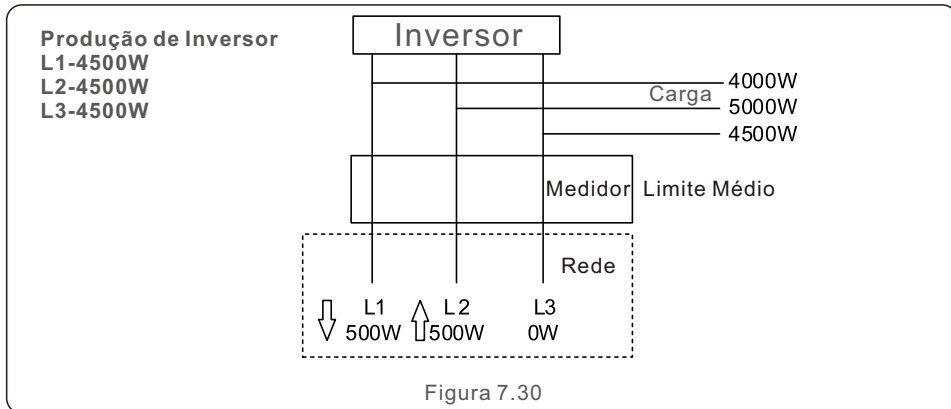 Produção de Inversor
L1-4500W
L2-4500W
L3-4500W
Inversor
4000W
Carga
5000W
4500W
Medidor
Limite Médio
Rede
L1
L2
L3
500W
500W
0W
Figura 7.30